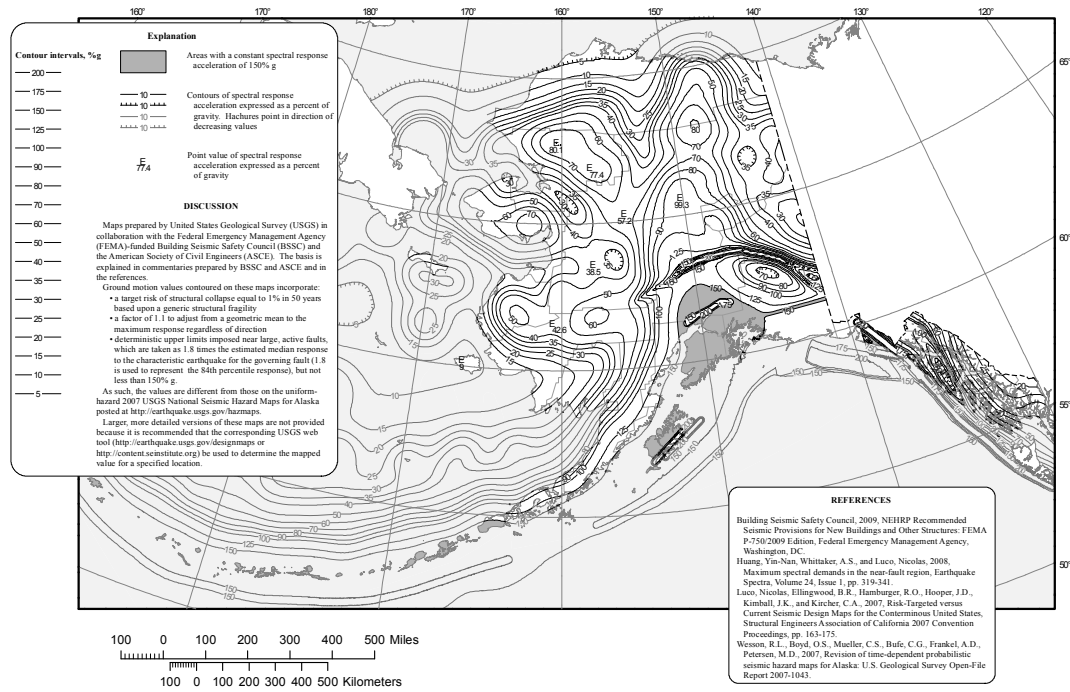 160°
170°
180°
170°
160°
150°
140°
130°
120°
65°
60°
55°
50°
Explanation
Contour intervals, %g
200
175
150
125
100
90
80
70
60
50
40
35
30
25
20
15
10
5
Areas with a constant spectral response
acceleration of 150% g
10
10
10
10
Contours of spectral response
acceleration expressed as a percent of
gravity. Hachures point in direction of
decreasing values
E
77.4
Point value of spectral response
acceleration expressed as a percent
of gravity
DISCUSSION
Maps prepared by United States Geological Survey (USGS) in
collaboration with the Federal Emergency Management Agency
(FEMA)-funded Building Seismic Safety Council (BSSC) and
the American Society of Civil Engineers (ASCE). The basis is
explained in commentaries prepared by BSSC and ASCE and in
the references.
Ground motion values contoured on these maps incorporate:
• a target risk of structural collapse equal to 1% in 50 years
based upon a generic structural fragility
• a factor of 1.1 to adjust from a geometric mean to the
maximum response regardless of direction
• deterministic upper limits imposed near large, active faults,
which are taken as 1.8 times the estimated median response
to the characteristic earthquake for the governing fault (1.8
is used to represent the 84th percentile response), but not
less than 150% g.
As such, the values are different from those on the uniform-
hazard 2007 USGS National Seismic Hazard Maps for Alaska
posted at http://earthquake.usgs.gov/hazmaps.
Larger, more detailed versions of these maps are not provided
because it is recommended that the corresponding USGS web
tool (http://earthquake.usgs.gov/designmaps or
http://content.seinstitute.org) be used to determine the mapped
value for a specified location.
E
80.1
E
77.4
E
57.2
E
99.3
E
38.5
E
42.6
E
9
REFERENCES
Building Seismic Safety Council, 2009, NEHRP Recommended
Seismic Provisions for New Buildings and Other Structures: FEMA
P-750/2009 Edition, Federal Emergency Management Agency,
Washington, DC.
Huang, Yin-Nan, Whittaker, A.S., and Luco, Nicolas, 2008,
Maximum spectral demands in the near-fault region, Earthquake
Spectra, Volume 24, Issue 1, pp. 319-341.
Luco, Nicolas, Ellingwood, B.R., Hamburger, R.O., Hooper, J.D.,
Kimball, J.K., and Kircher, C.A., 2007, Risk-Targeted versus
Current Seismic Design Maps for the Conterminous United States,
Structural Engineers Association of California 2007 Convention
Proceedings, pp. 163-175.
Wesson, R.L., Boyd, O.S., Mueller, C.S., Bufe, C.G., Frankel, A.D.,
Petersen, M.D., 2007, Revision of time-dependent probabilistic
seismic hazard maps for Alaska: U.S. Geological Survey Open-File
Report 2007-1043.
100 0 100 200 300 400 500 Miles
100 0 100 200 300 400 500 Kilometers